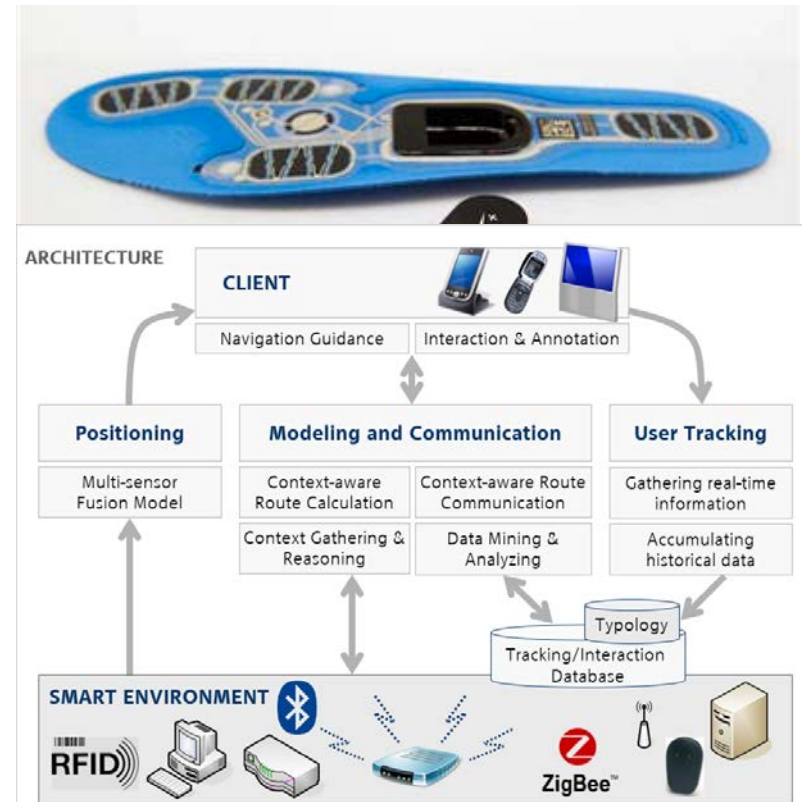 ARCHITECTURE
CLIENT
Navigation Guidance
Interaction & Annotation
Positioning
Multi-sensor
Fusion Model
Modeling and Communication
Context-aware
Route Calculation
Context-aware Route
Communication
Context Gathering &
Reasoning
Data Mining &
Analyzing
User Tracking
Gathering real-time
information
Accumulating
historical data
Typology
Tracking/Interaction
Database
SMART ENVIRONMENT
RFID
ZigBee™